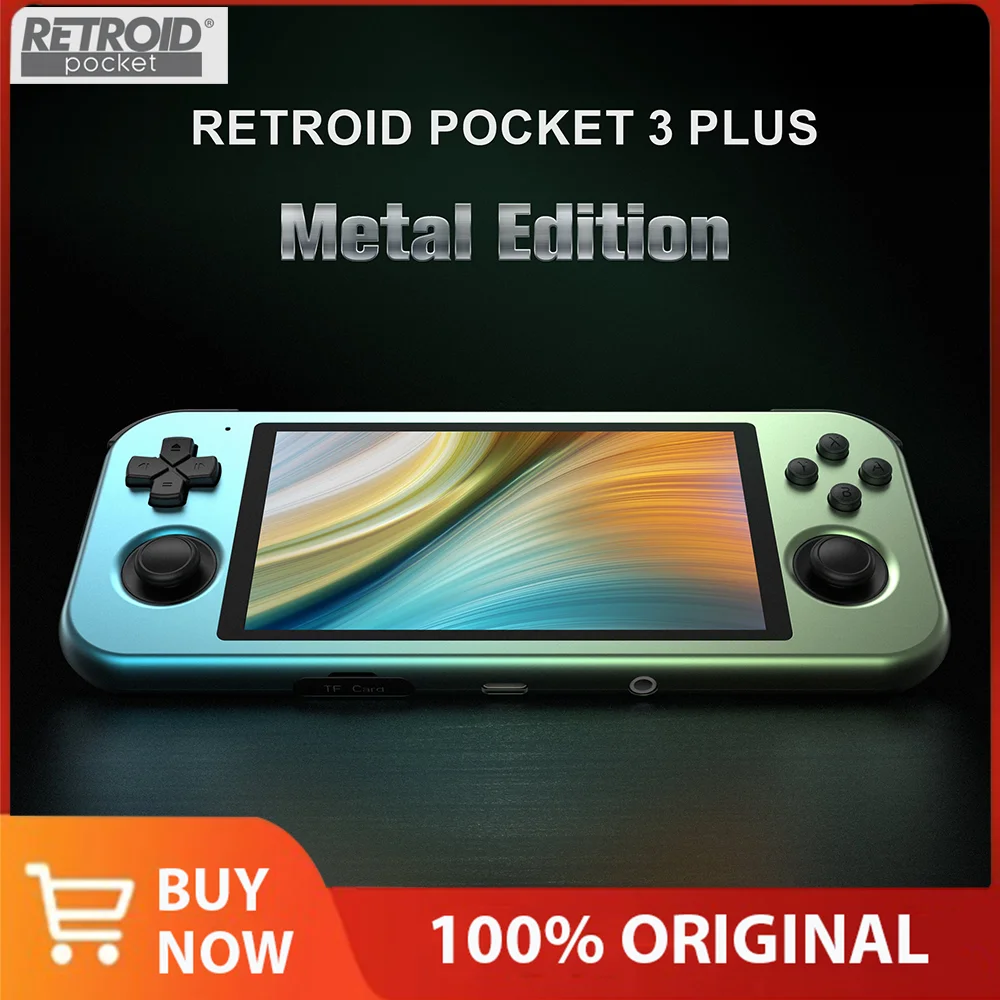 RETROID®
pocket
RETROID POCKET 3 PLUS
Metal Edition
X
Y
A
B
TF Card
BUY
NOW
100% ORIGINAL